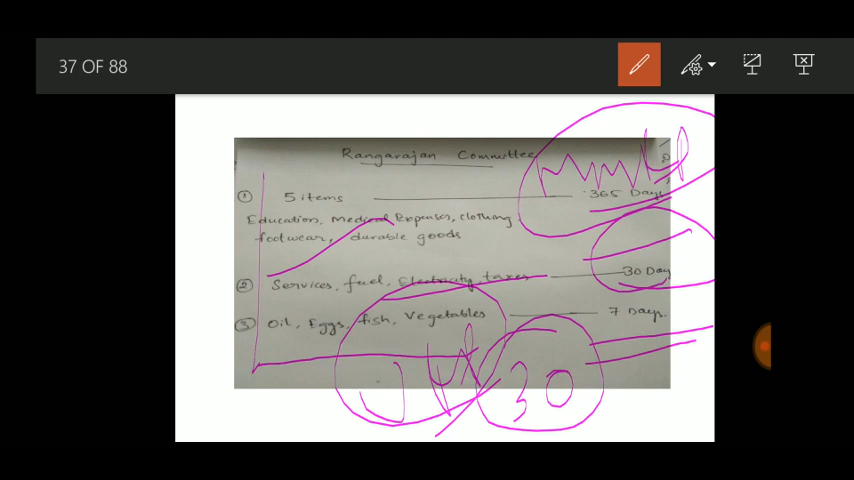 37 OF 88
Rangarajan Committee
① 5 items 365 Days
Education, Medical Expenses, clothing
footwear, durable goods
② Services, fuel, Electricity, taxes 30 Day
③ Oil, Eggs, fish, Vegetables 7 Days.
30